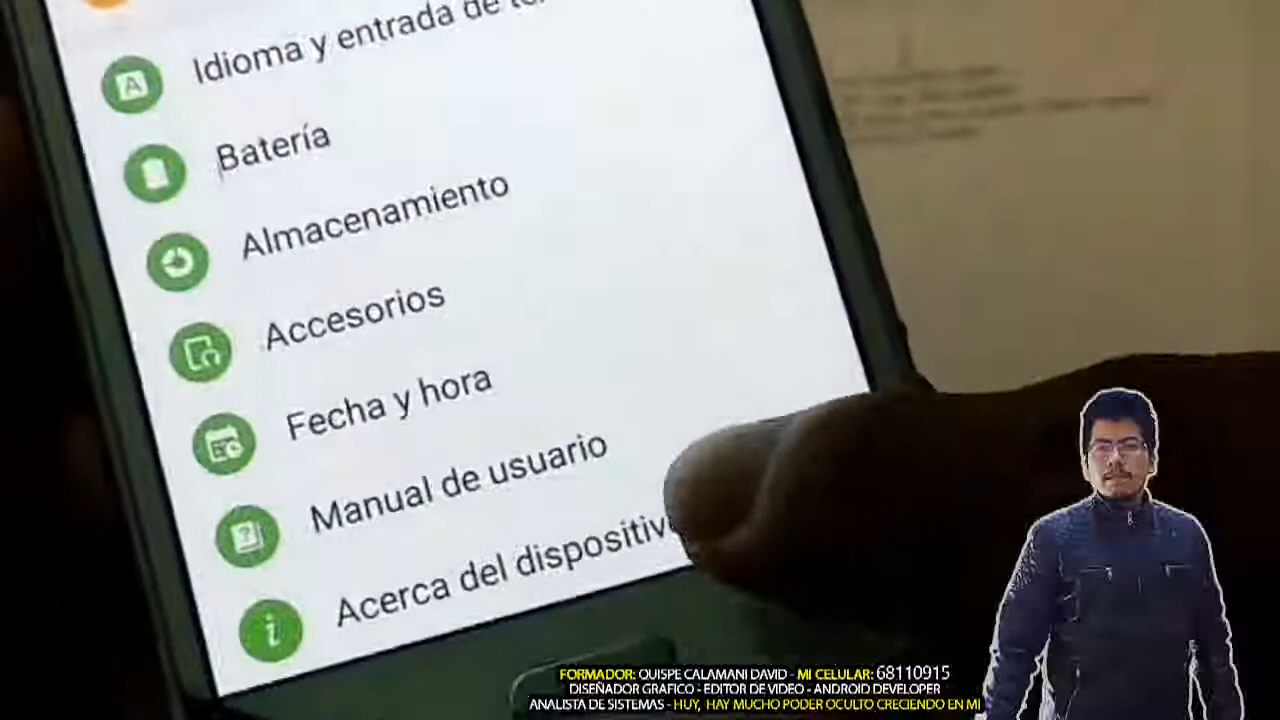 Idioma y entrada de
Batería
Almacenamiento
Accesorios
Fecha y hora
Manual de usuario
Acerca del dispositivo
FORMADOR: QUISPE CALAMANI DAVID - MI CELULAR: 68110915
DISEÑADOR GRAFICO - EDITOR DE VIDEO - ANDROID DEVELOPER
ANALISTA DE SISTEMAS - HUY, HAY MUCHO PODER OCULTO CRECIENDO EN MI